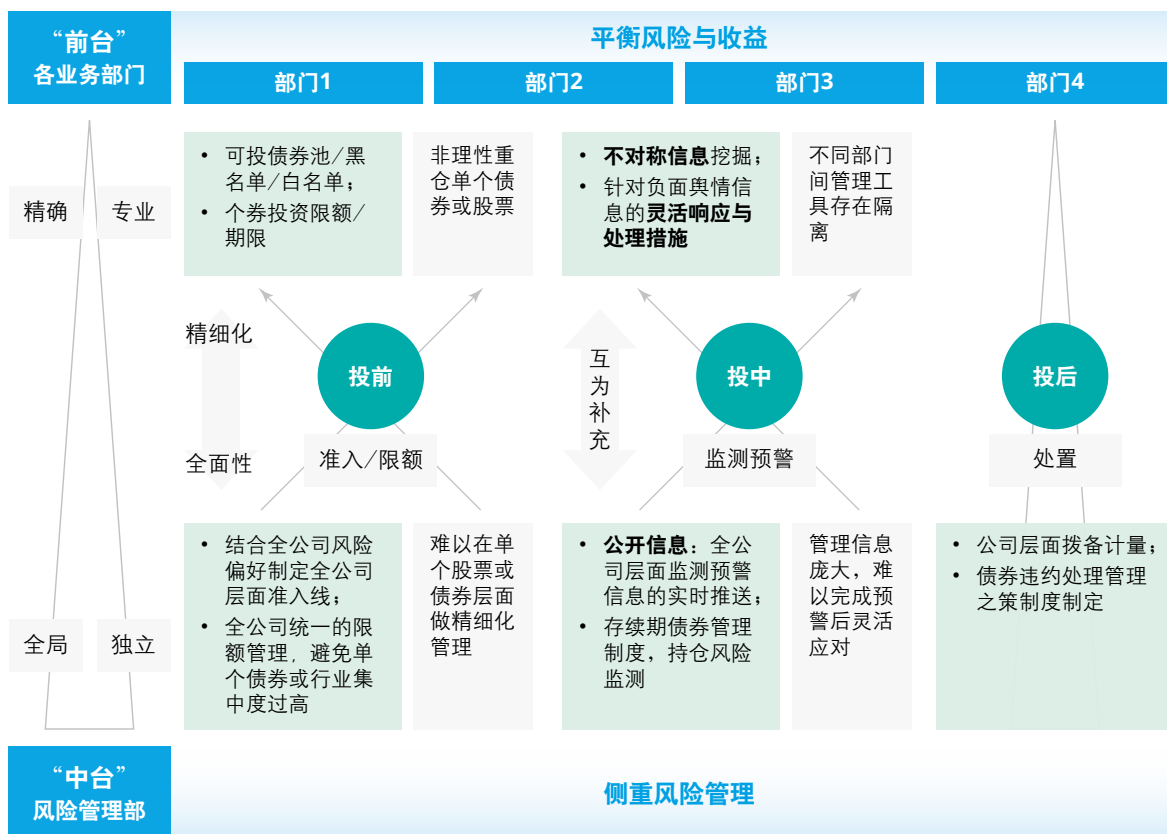 “前台”
各业务部门
平衡风险与收益
部门1
部门2
部门3
部门4
精确
专业
• 可投债券池/黑
名单/白名单；
• 个券投资限额/
期限
非理性重
仓单个债
券或股票
• 不对称信息挖掘；
• 针对负面舆情信
息的灵活响应与
处理措施
不同部门
间管理工
具存在隔
离
精细化
全面性
投前
准入/限额
互
为
补
充
投中
监测预警
投后
处置
全局
独立
• 结合全公司风险
偏好制定全公司
层面准入线；
• 全公司统一的限
额管理，避免单
个债券或行业集
中度过高
难以在单
个股票或
债券层面
做精细化
管理
• 公开信息：全公
司层面监测预警
信息的实时推送；
• 存续期债券管理
制度，持仓风险
监测
管理信息
庞大，难
以完成预
警后灵活
应对
• 公司层面拨备计量；
• 债券违约处理管理
之策制度制定
“中台”
风险管理部
侧重风险管理